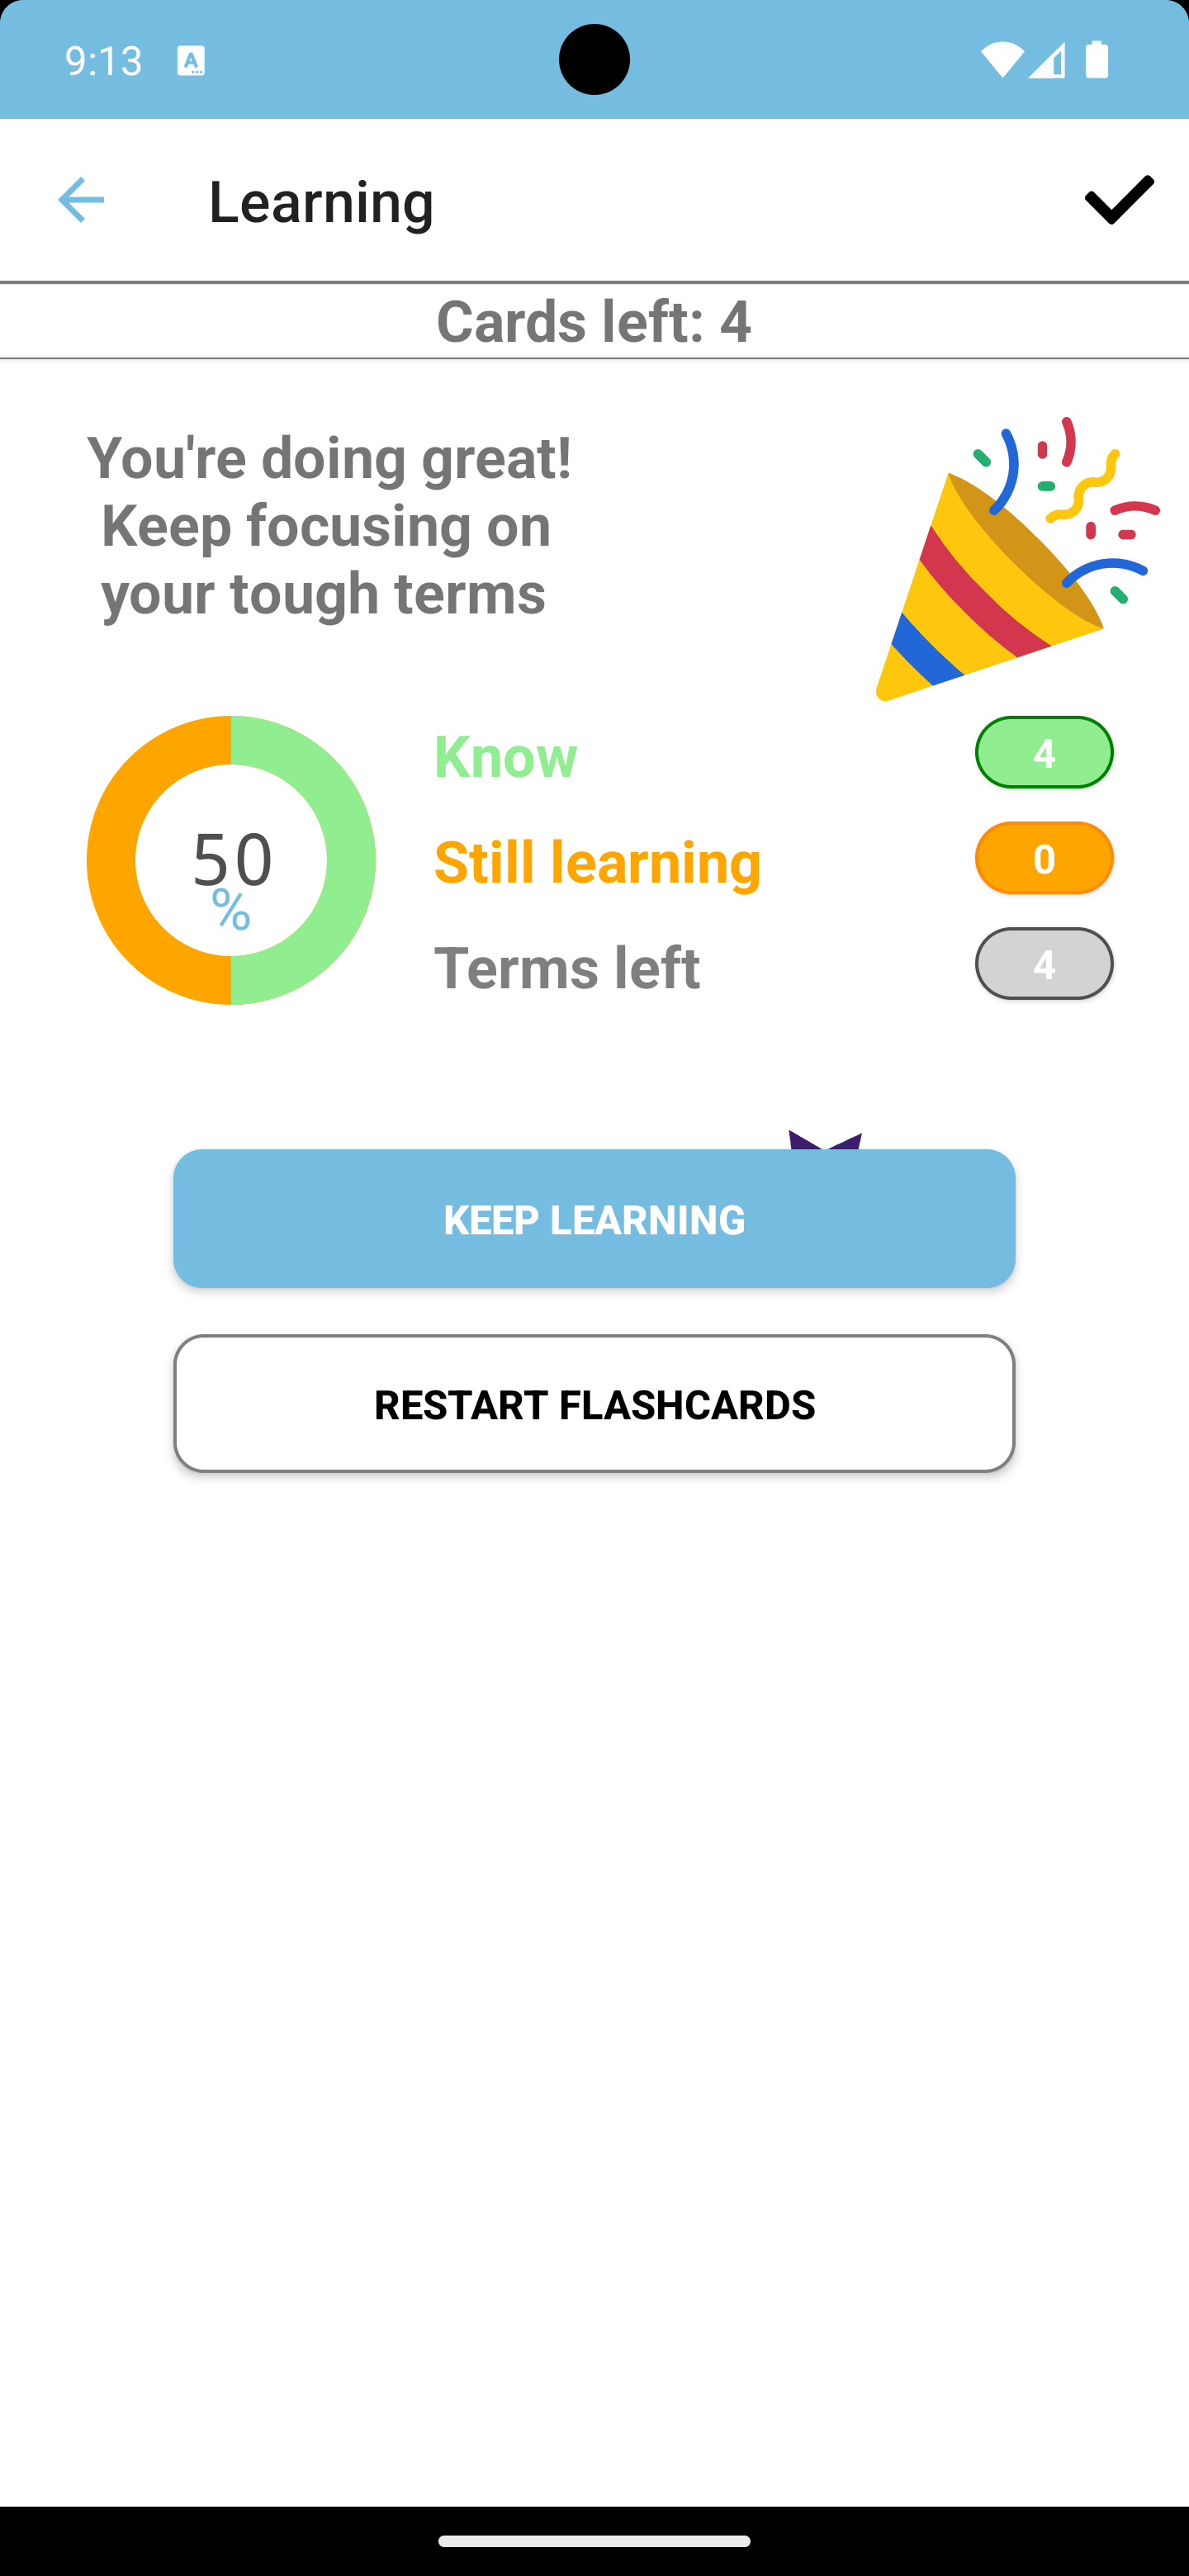 9:13
Learning
Cards left: 4
You're doing great!
Keep focusing on
your tough terms
50
%
Know
4
Still learning
0
Terms left
4
KEEP LEARNING
RESTART FLASHCARDS